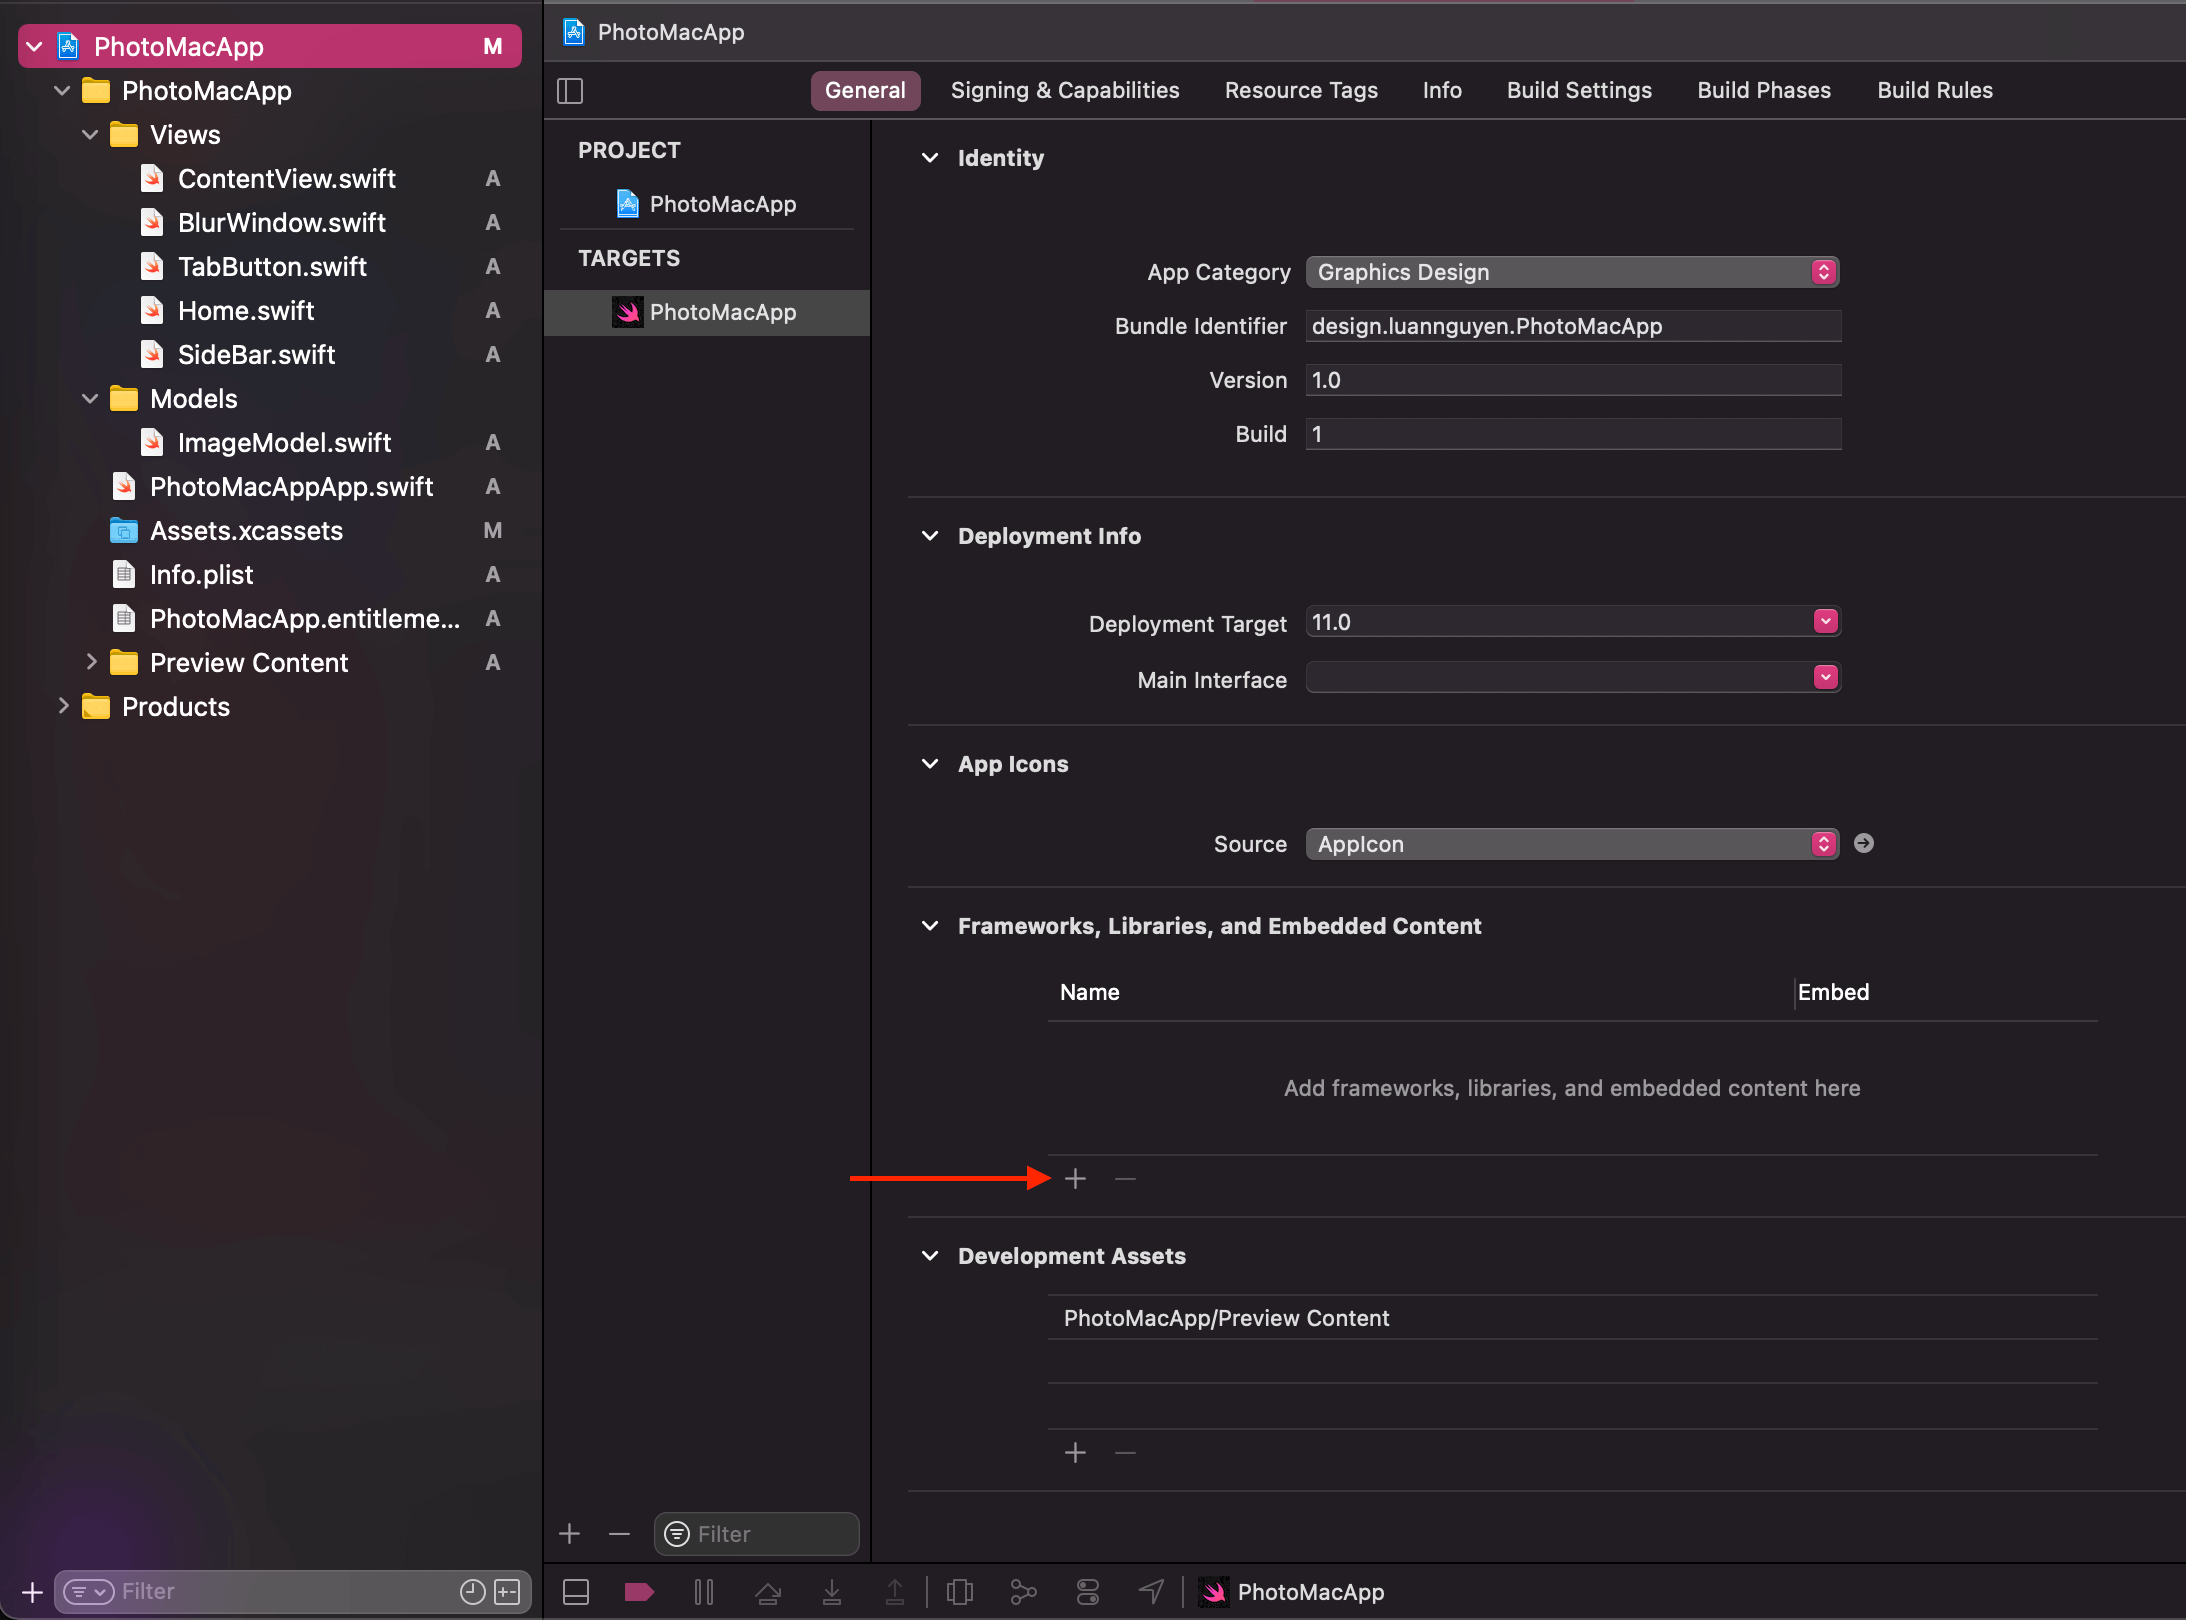 PhotoMacApp M
PhotoMacApp
Views
ContentView.swift A
BlurWindow.swift A
TabButton.swift A
Home.swift A
SideBar.swift A
Models
ImageModel.swift A
PhotoMacAppApp.swift A
Assets.xcassets M
Info.plist A
PhotoMacApp.entitleme... A
Preview Content A
Products
Filter
PhotoMacApp
General Signing & Capabilities Resource Tags Info Build Settings Build Phases Build Rules
PROJECT
PhotoMacApp
TARGETS
PhotoMacApp
Filter
Identity
App Category Graphics Design
Bundle Identifier design.luannguyen.PhotoMacApp
Version 1.0
Build 1
Deployment Info
Deployment Target 11.0
Main Interface
App Icons
Source AppIcon
Frameworks, Libraries, and Embedded Content
Name Embed
Add frameworks, libraries, and embedded content here
Development Assets
PhotoMacApp/Preview Content
PhotoMacApp